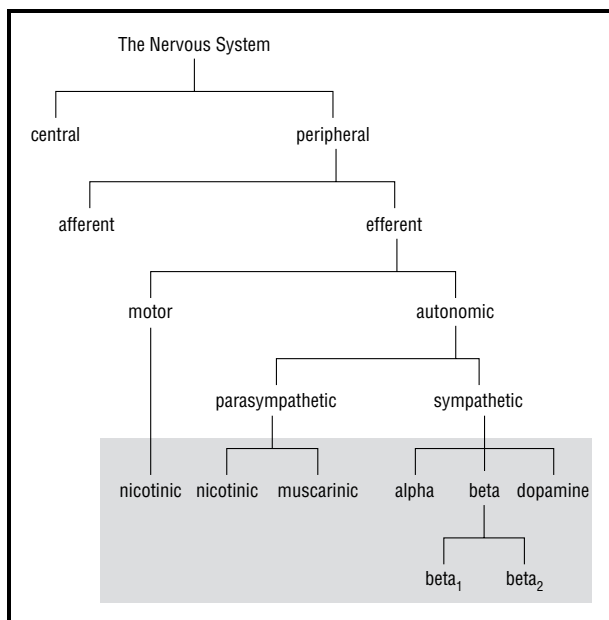 The Nervous System
central peripheral
afferent efferent
motor autonomic
parasympathetic sympathetic
nicotinic nicotinic muscarinic alpha beta dopamine
beta₁ beta₂